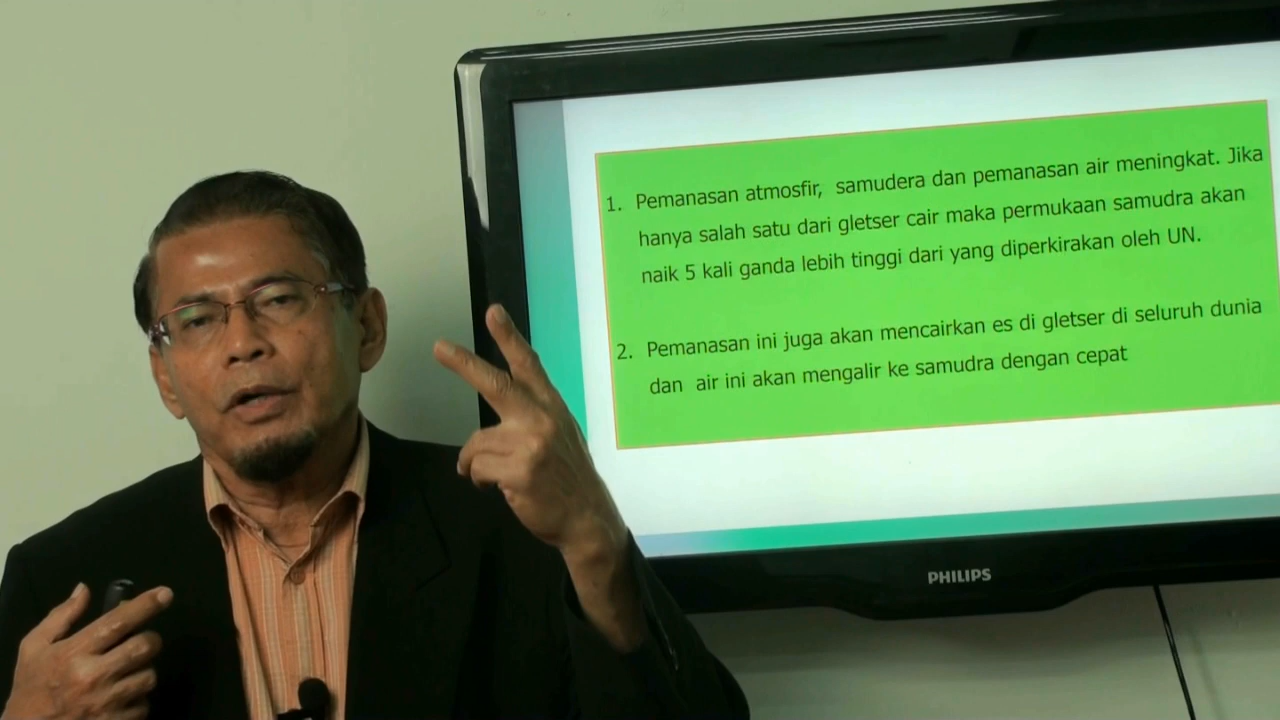 1. Pemanasan atmosfir, samudera dan pemanasan air meningkat. Jika
hanya salah satu dari gletser cair maka permukaan samudra akan
naik 5 kali ganda lebih tinggi dari yang diperkirakan oleh UN.
2. Pemanasan ini juga akan mencairkan es di gletser di seluruh dunia
dan air ini akan mengalir ke samudra dengan cepat
PHILIPS